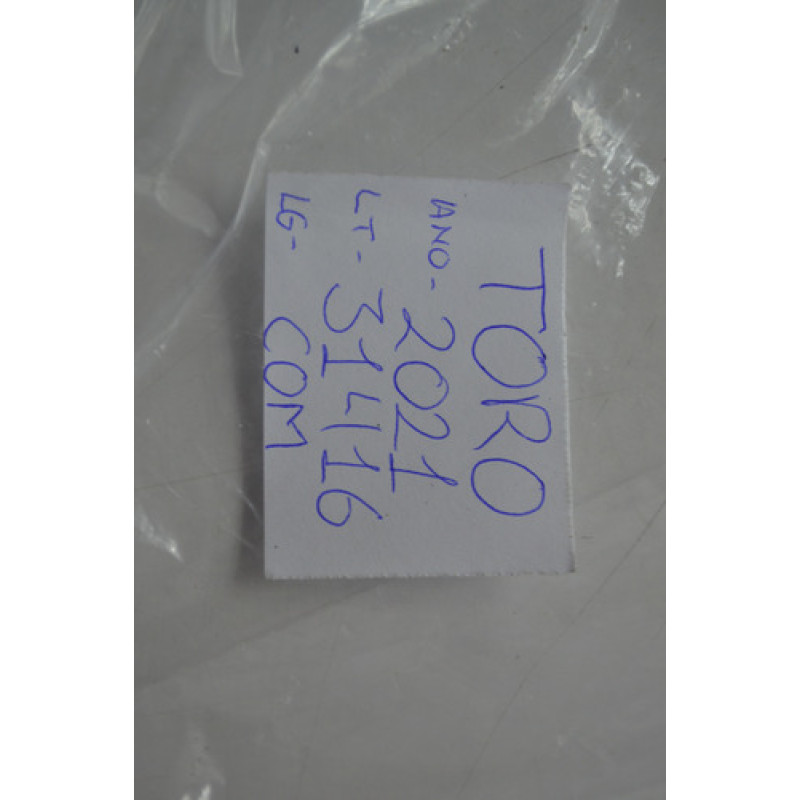 TORO
ANO- 2021
LT- 31416
LG- COM